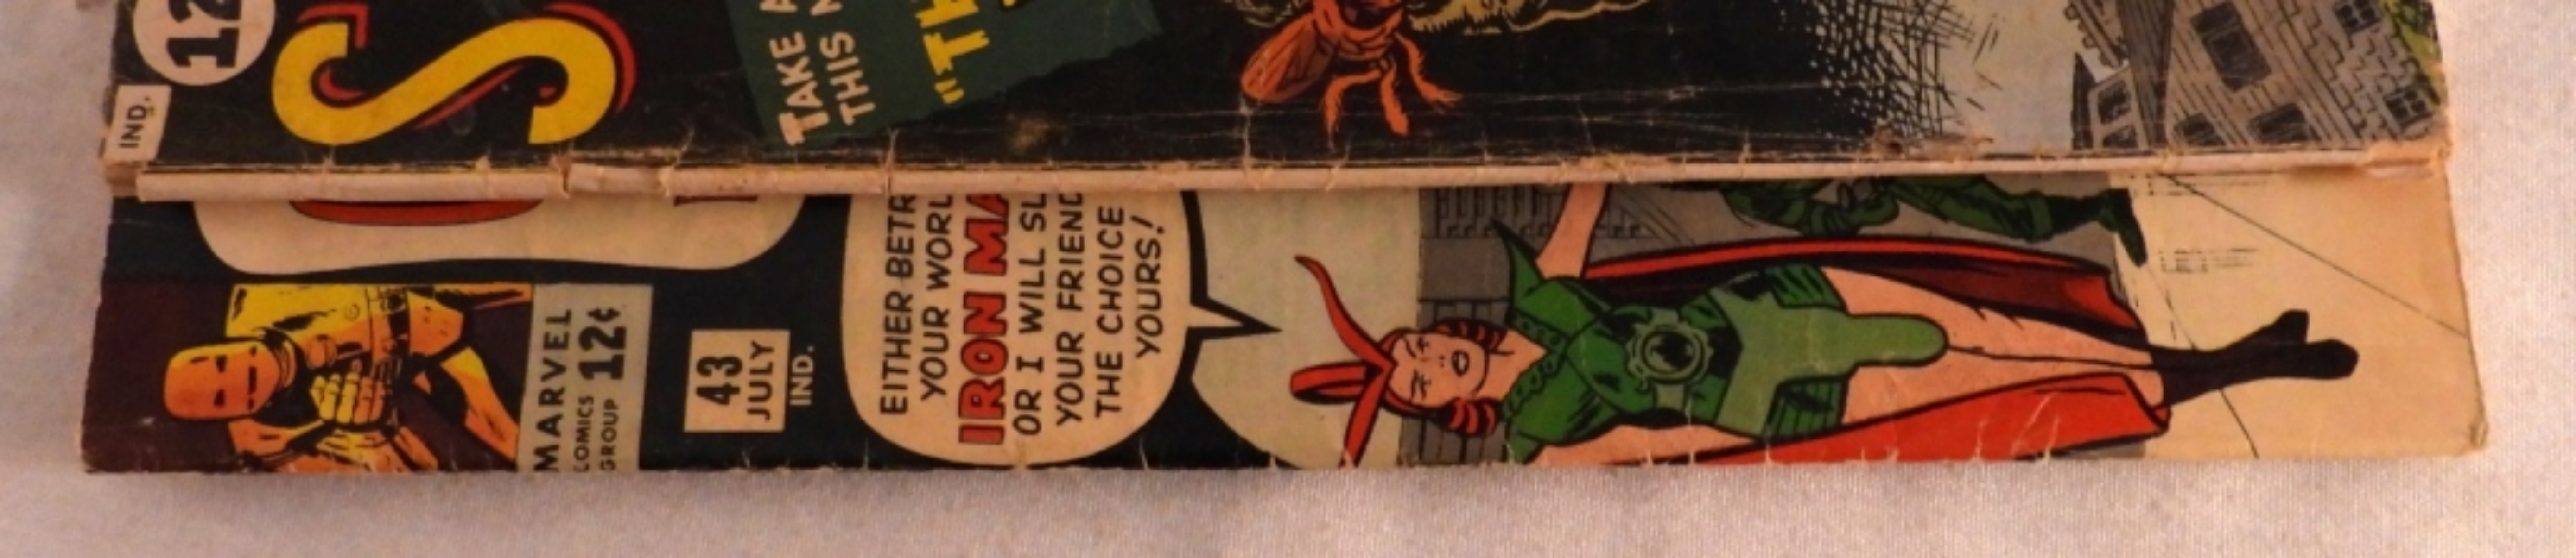 12
IND.
S
TAKE A
THIS
"TH
MARVEL
COMICS
GROUP
12¢
43
JULY
IND.
EITHER BETR
YOUR WORL
IRON MA
OR I WILL SL
YOUR FRIEND
THE CHOICE
YOURS!